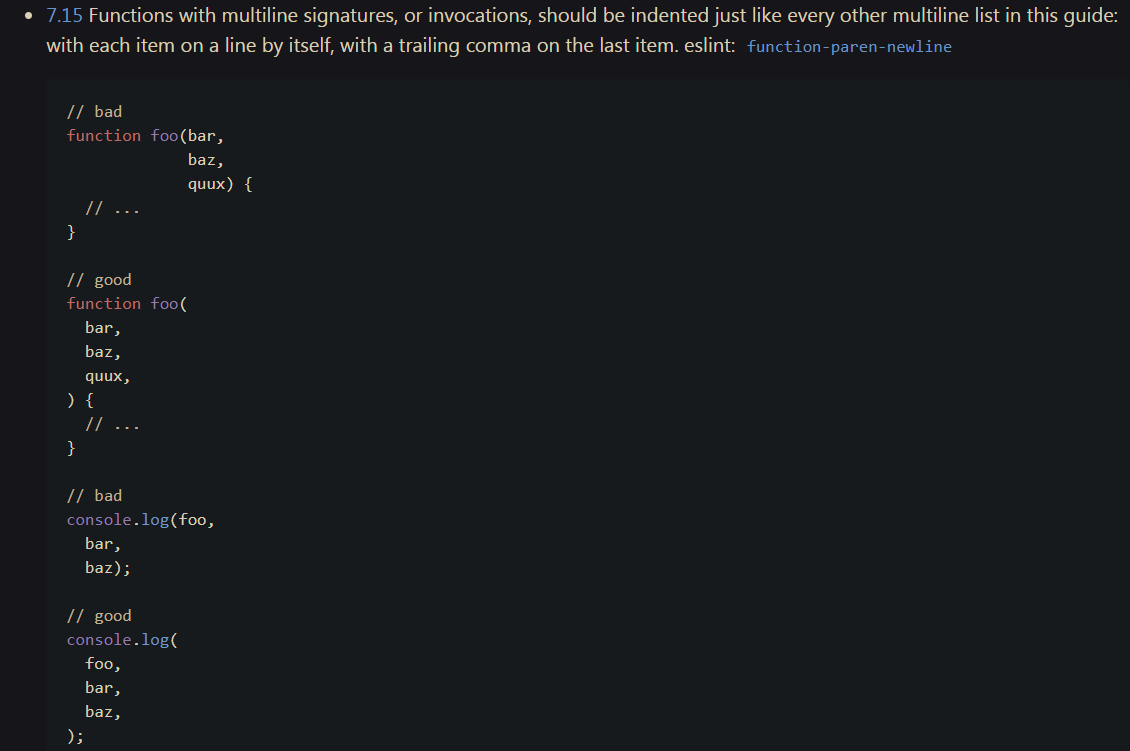 7.15 Functions with multiline signatures, or invocations, should be indented just like every other multiline list in this guide:
with each item on a line by itself, with a trailing comma on the last item. eslint: function-paren-newline
// bad
function foo(bar,
             baz,
             quux) {
  // ...
}

// good
function foo(
  bar,
  baz,
  quux,
) {
  // ...
}

// bad
console.log(foo,
  bar,
  baz);

// good
console.log(
  foo,
  bar,
  baz,
);